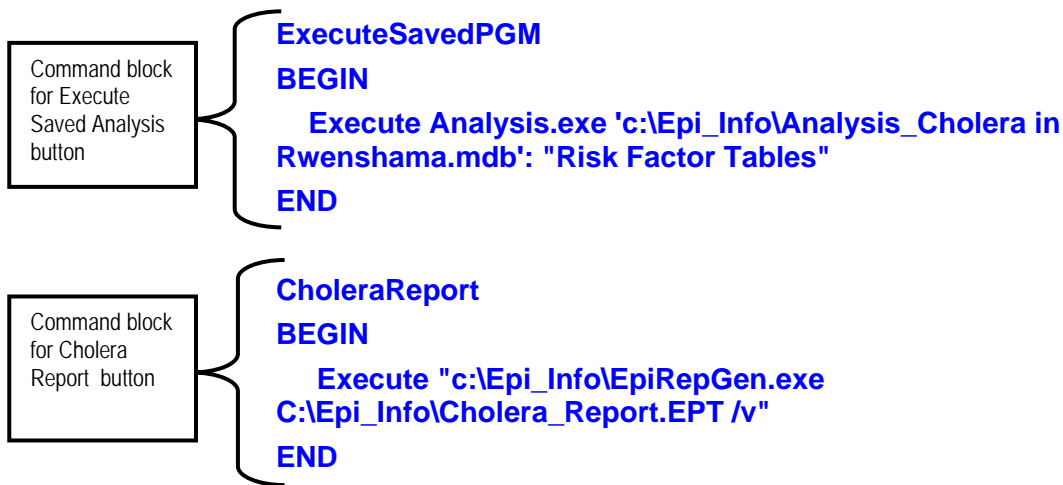 Command block
for Execute
Saved Analysis
button
ExecuteSavedPGM
BEGIN
Execute Analysis.exe 'c:\Epi_Info\Analysis_Cholera in
Rwenshama.mdb': "Risk Factor Tables"
END
Command block
for Cholera
Report button
CholeraReport
BEGIN
Execute "c:\Epi_Info\EpiRepGen.exe
C:\Epi_Info\Cholera_Report.EPT /v"
END